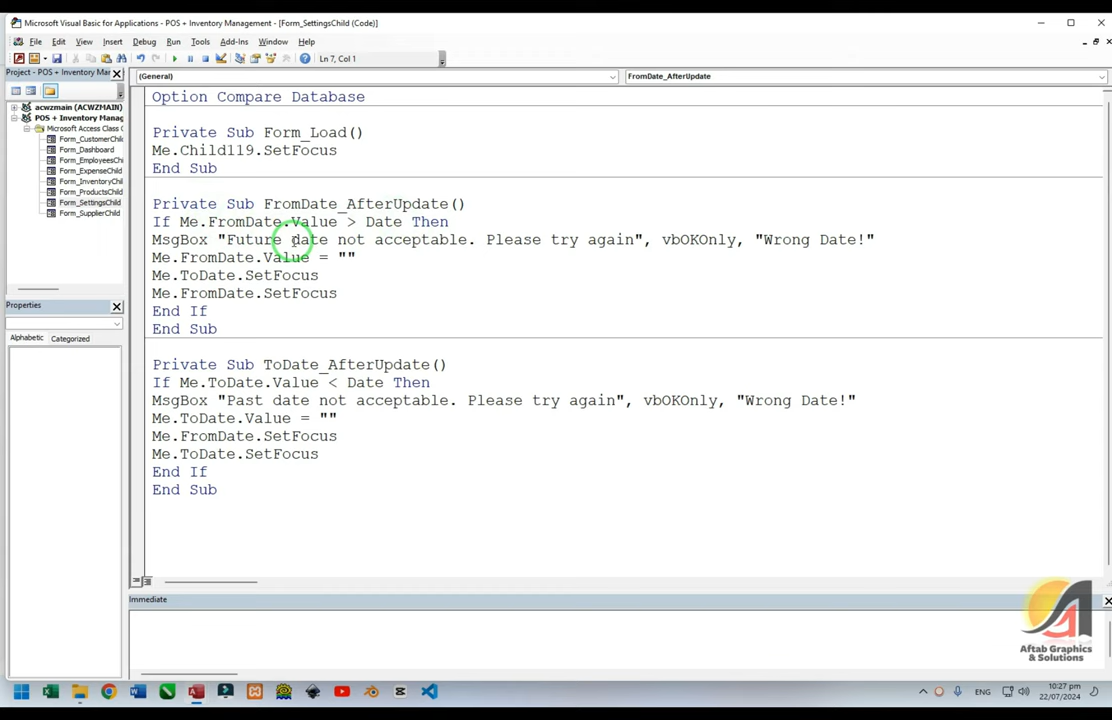 Microsoft Visual Basic for Applications - POS + Inventory Management - [Form_SettingsChild (Code)]
File Edit View Insert Debug Run Tools Add-Ins Window Help
Ln 7, Col 1
Project - POS + Inventory Mar
(General)
FromDate_AfterUpdate
acwzmain (ACWZMAIN)
POS + Inventory Manag
Microsoft Access Class C
Form_CustomerChil
Form_Dashboard
Form_EmployeesChi
Form_ExpenseChild
Form_InventoryChil
Form_ProductsChil
Form_SettingsChild
Form_SupplierChild
Properties
Alphabetic Categorized
Option Compare Database
Private Sub Form_Load()
Me.Child119.SetFocus
End Sub
Private Sub FromDate_AfterUpdate()
If Me.FromDate.Value > Date Then
MsgBox "Future date not acceptable. Please try again", vbOKOnly, "Wrong Date!"
Me.FromDate.Value = ""
Me.ToDate.SetFocus
Me.FromDate.SetFocus
End If
End Sub
Private Sub ToDate_AfterUpdate()
If Me.ToDate.Value < Date Then
MsgBox "Past date not acceptable. Please try again", vbOKOnly, "Wrong Date!"
Me.ToDate.Value = ""
Me.FromDate.SetFocus
Me.ToDate.SetFocus
End If
End Sub
Immediate
Aftab Graphics
& Solutions
ENG
10:27 pm
22/07/2024